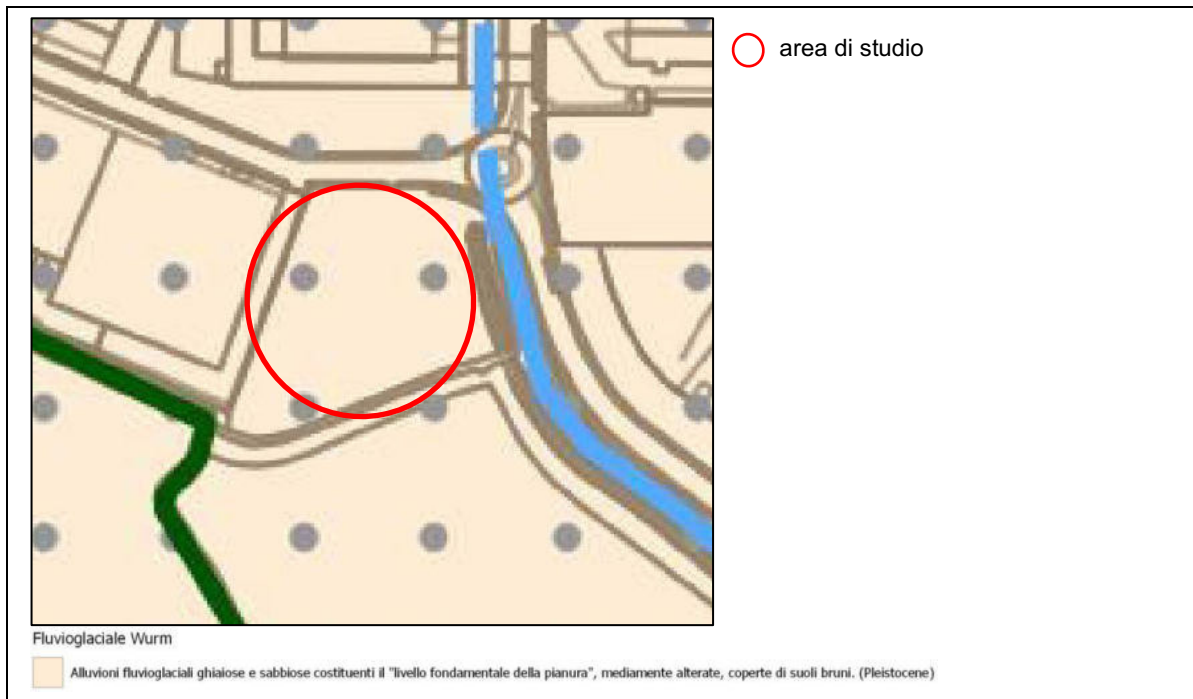 area di studio
Fluvioglaciale Wurm
Alluvioni fluvioglaciali ghiaiose e sabbiose costituenti il "livello fondamentale della pianura", mediamente alterate, coperte di suoli bruni. (Pleistocene)